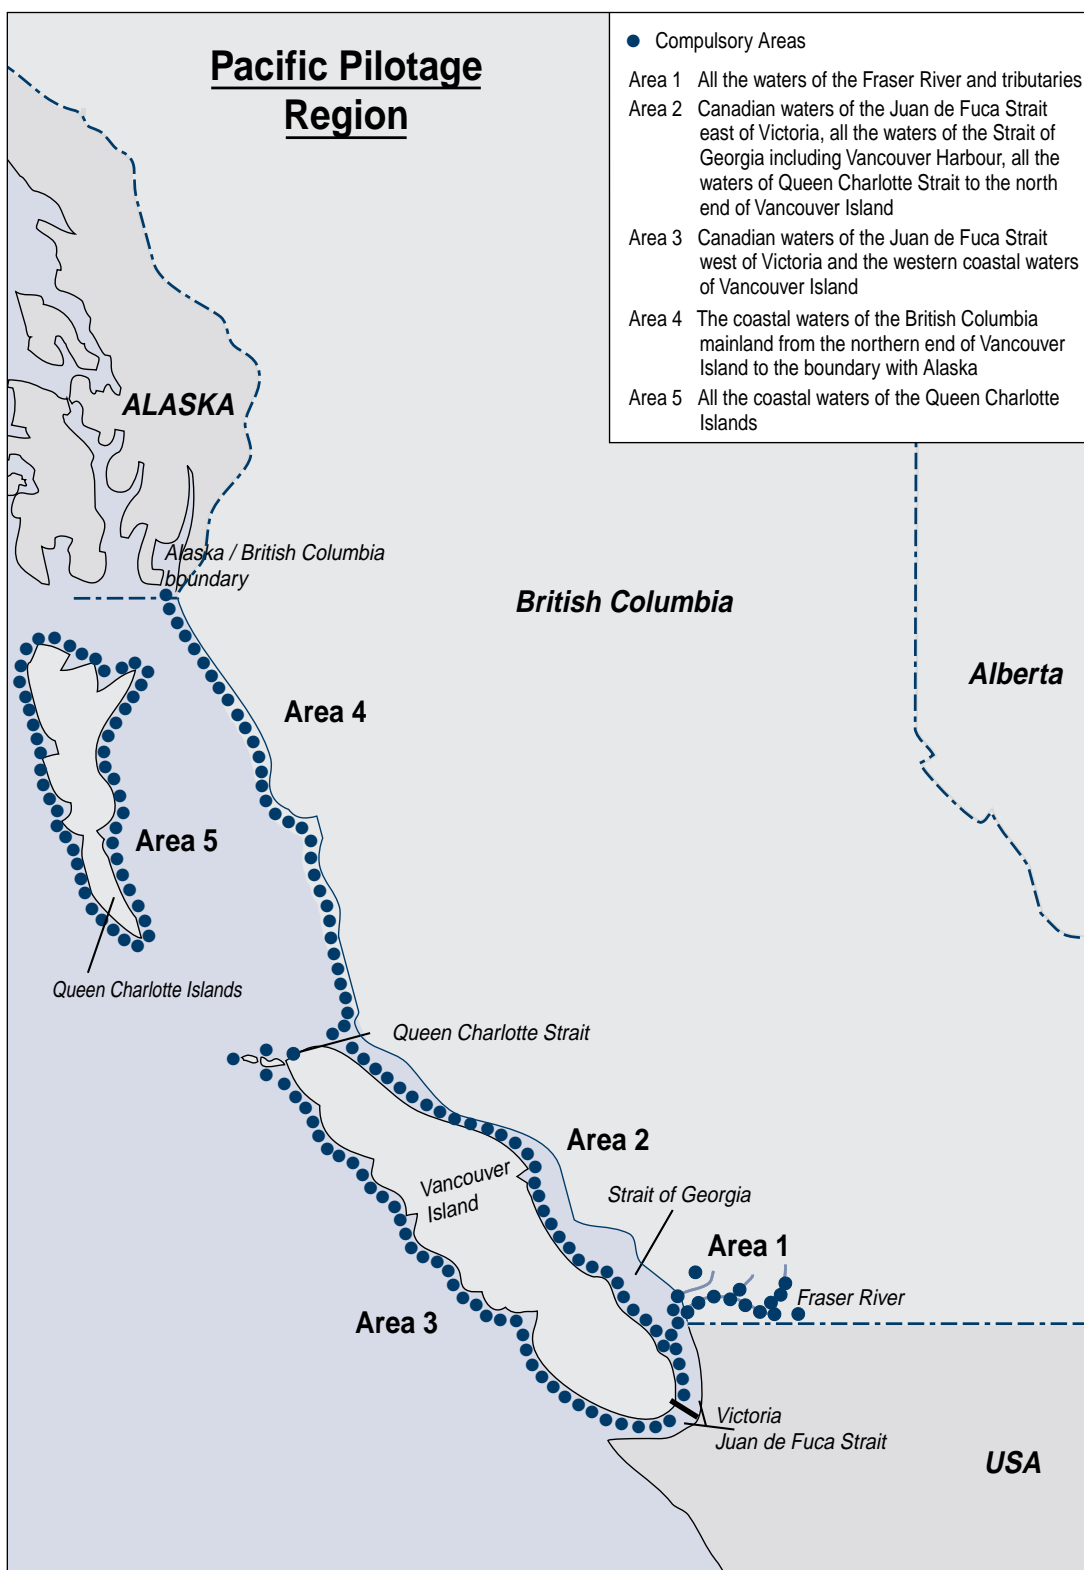 Pacific Pilotage
Region
Compulsory Areas
Area 1 All the waters of the Fraser River and tributaries
Area 2 Canadian waters of the Juan de Fuca Strait
east of Victoria, all the waters of the Strait of
Georgia including Vancouver Harbour, all the
waters of Queen Charlotte Strait to the north
end of Vancouver Island
Area 3 Canadian waters of the Juan de Fuca Strait
west of Victoria and the western coastal waters
of Vancouver Island
Area 4 The coastal waters of the British Columbia
mainland from the northern end of Vancouver
Island to the boundary with Alaska
Area 5 All the coastal waters of the Queen Charlotte
Islands
ALASKA
Alaska / British Columbia
boundary
British Columbia
Alberta
Area 4
Area 5
Queen Charlotte Islands
Queen Charlotte Strait
Area 2
Vancouver
Island
Strait of Georgia
Area 1
Fraser River
Area 3
Victoria
Juan de Fuca Strait
USA